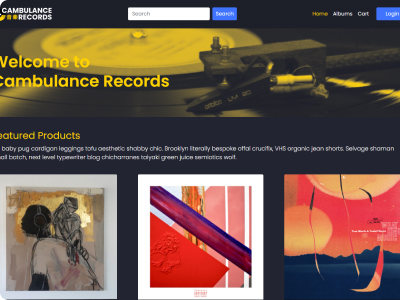 CAMBULANCE
RECORDS
Search
Search
Home
Albums
Cart
Login
Welcome to
Cambulance Records
Featured Products
baby pug cardigan leggings tofu aesthetic shabby chic. Brooklyn literally bespoke offal crucifix, VHS organic jean shorts. Selvage shaman
batch, next level typewriter blog chicharrones taiyaki green juice semiotics wolf.